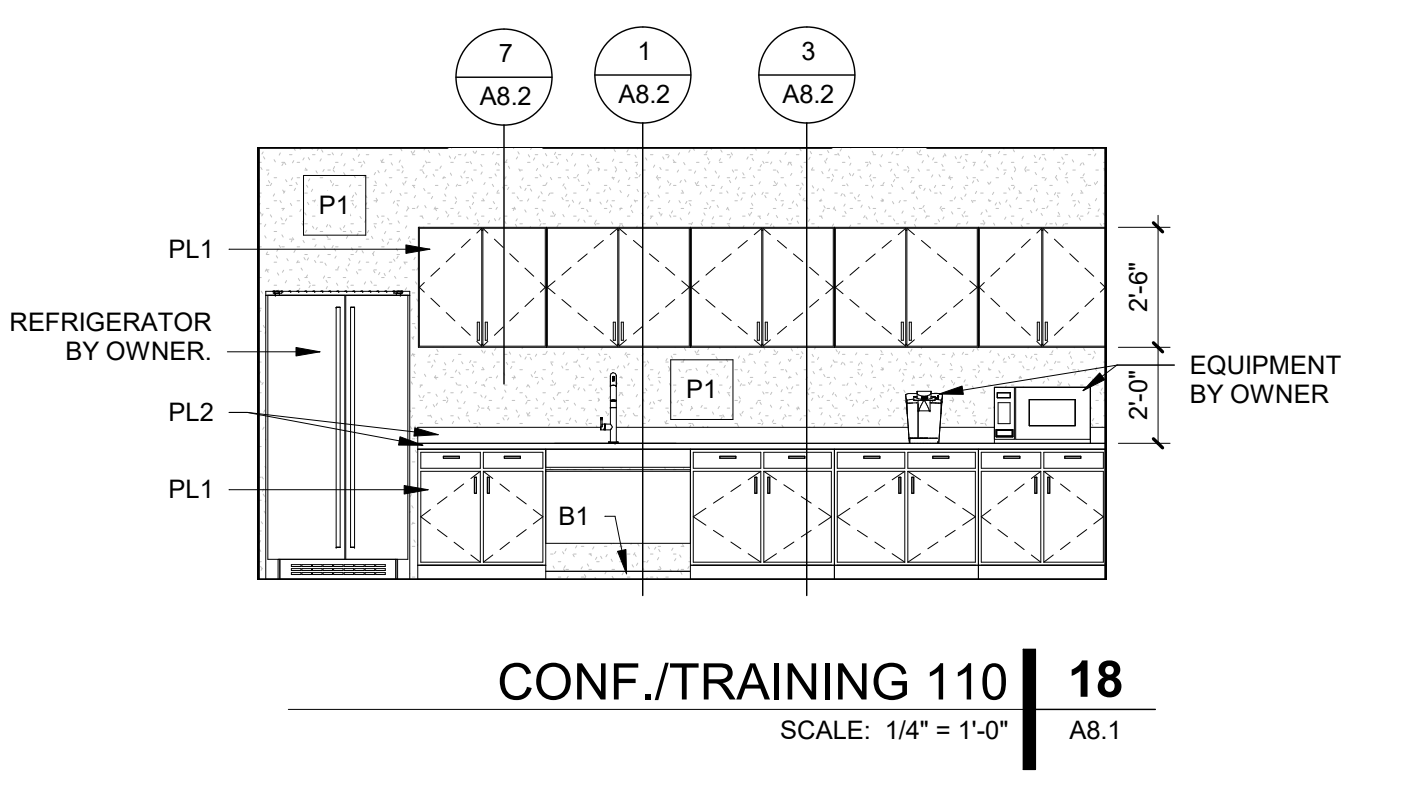 7
A8.2
1
A8.2
3
A8.2
P1
PL1
2'-6"
REFRIGERATOR
BY OWNER.
EQUIPMENT
BY OWNER
P1
2'-0"
PL2
PL1
B1
CONF./TRAINING 110
18
SCALE: 1/4" = 1'-0"
A8.1